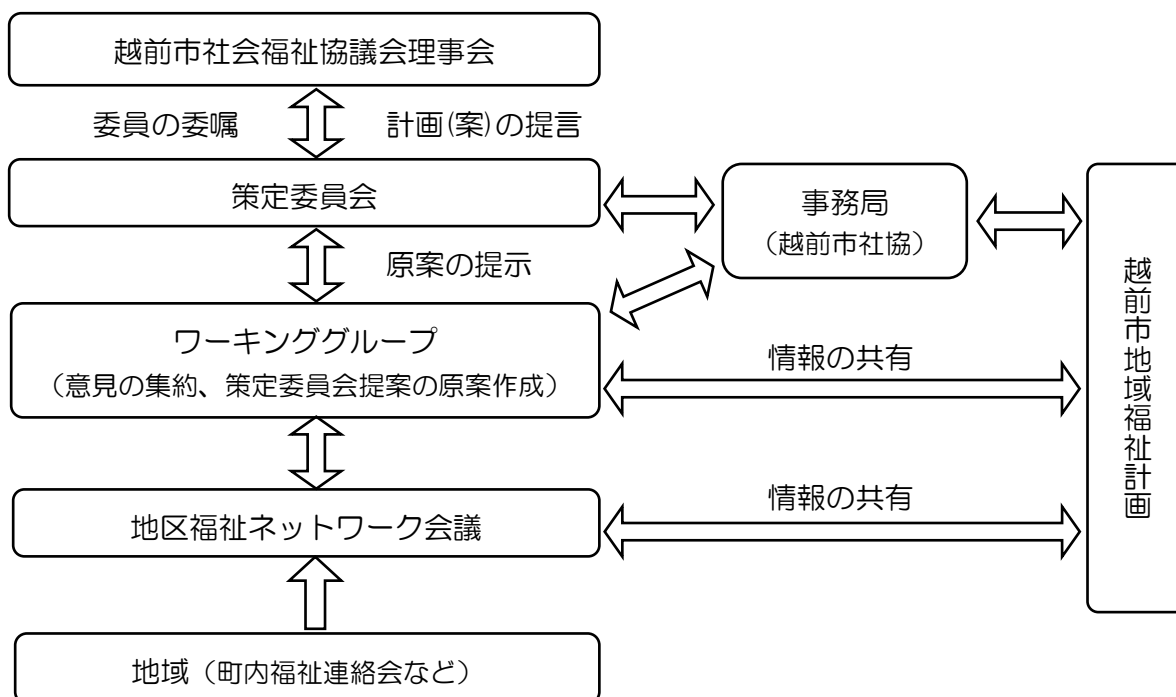 越前市社会福祉協議会理事会
委員の委嘱
計画(案)の提言
策定委員会
事務局
(越前市社協)
原案の提示
ワーキンググループ
(意見の集約、策定委員会提案の原案作成)
情報の共有
地区福祉ネットワーク会議
情報の共有
地域(町内福祉連絡会など)
越前市地域福祉計画